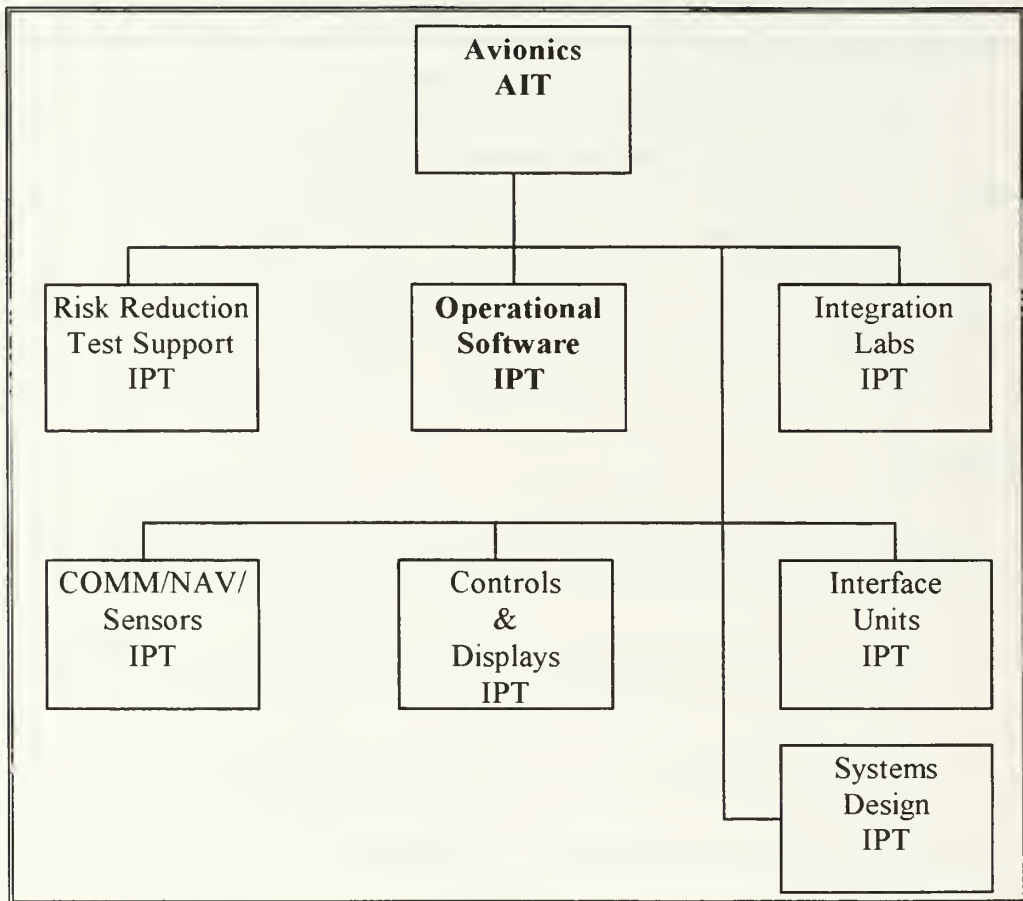 Avionics
AIT
Risk Reduction
Test Support
IPT
Operational
Software
IPT
Integration
Labs
IPT
COMM/NAV/
Sensors
IPT
Controls
&
Displays
IPT
Interface
Units
IPT
Systems
Design
IPT